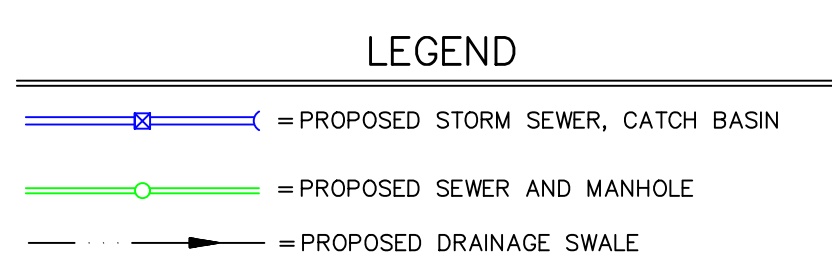 LEGEND
= PROPOSED STORM SEWER, CATCH BASIN
= PROPOSED SEWER AND MANHOLE
= PROPOSED DRAINAGE SWALE